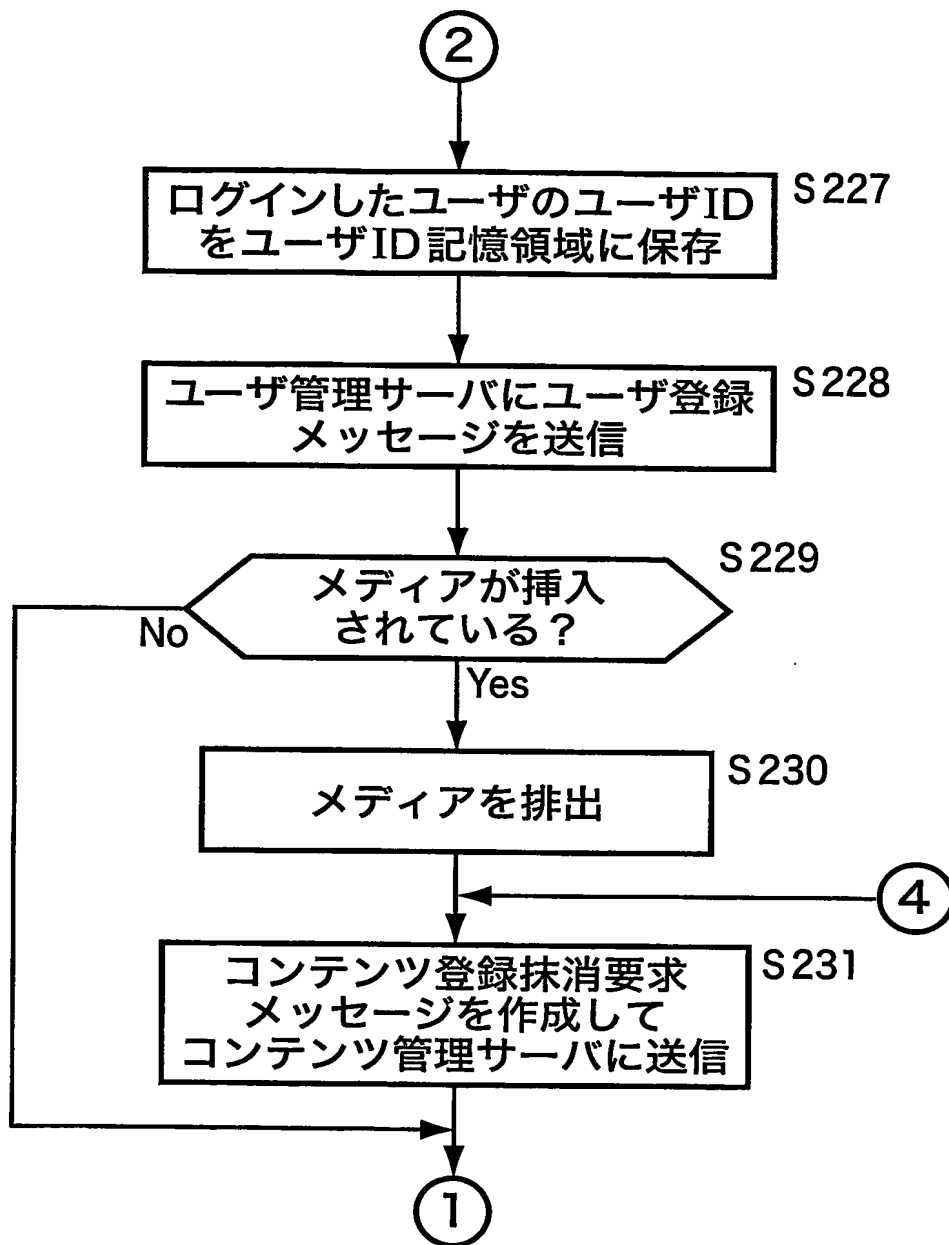 2
ログインしたユーザのユーザID
をユーザID記憶領域に保存
S227
ユーザ管理サーバにユーザ登録
メッセージを送信
S228
メディアが挿入
されている？
S229
No
Yes
メディアを排出
S230
4
コンテンツ登録抹消要求
メッセージを作成して
コンテンツ管理サーバに送信
S231
1